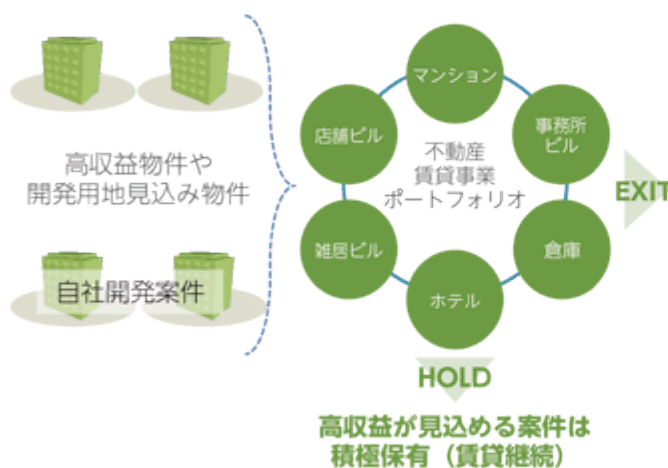 高収益物件や
開発用地見込み物件
自社開発案件
マンション
店舗ビル
事務所
ビル
不動産
賃貸事業
ポートフォリオ
雑居ビル
倉庫
ホテル
EXIT
HOLD
高収益が見込める案件は
積極保有（賃貸継続）